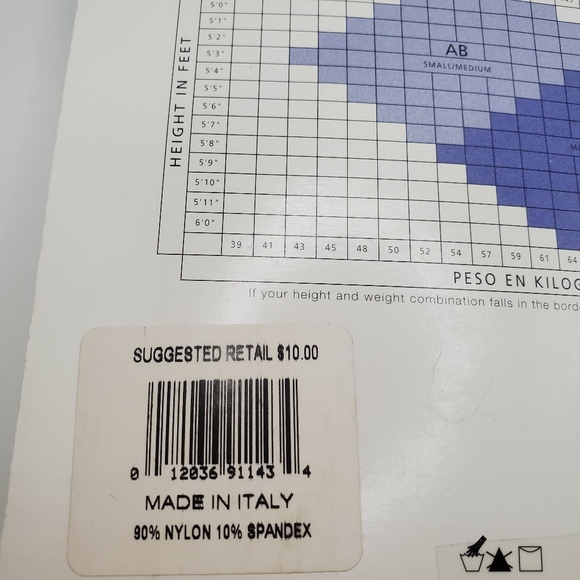 5'0"
5'1"
5'2"
5'3"
5'4"
5'5"
5'6"
5'7"
5'8"
5'9"
5'10"
5'11"
6'0"
HEIGHT IN FEET
AB
SMALL/MEDIUM
39 41 43 45 48 50 52 54 57 59 61 64
PESO EN KILOG
If your height and weight combination falls in the bord
SUGGESTED RETAIL $10.00
0 12036 91143 4
MADE IN ITALY
90% NYLON 10% SPANDEX